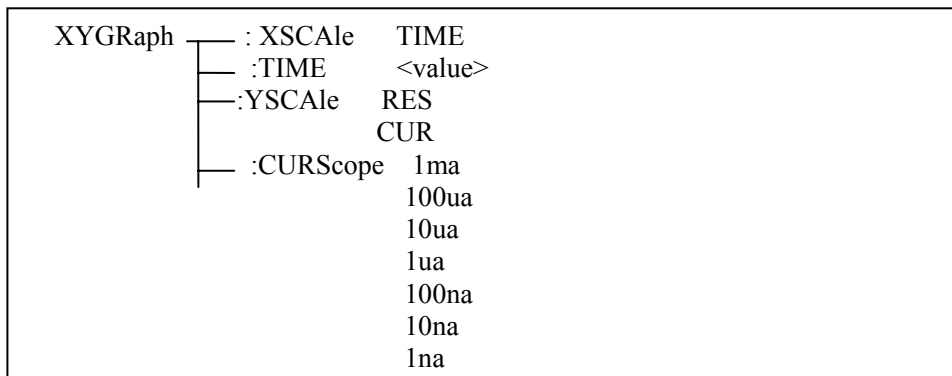 XYGRaph : XSCAle TIME
:TIME <value>
:YSCAle RES
CUR
:CURScope 1ma
100ua
10ua
1ua
100na
10na
1na